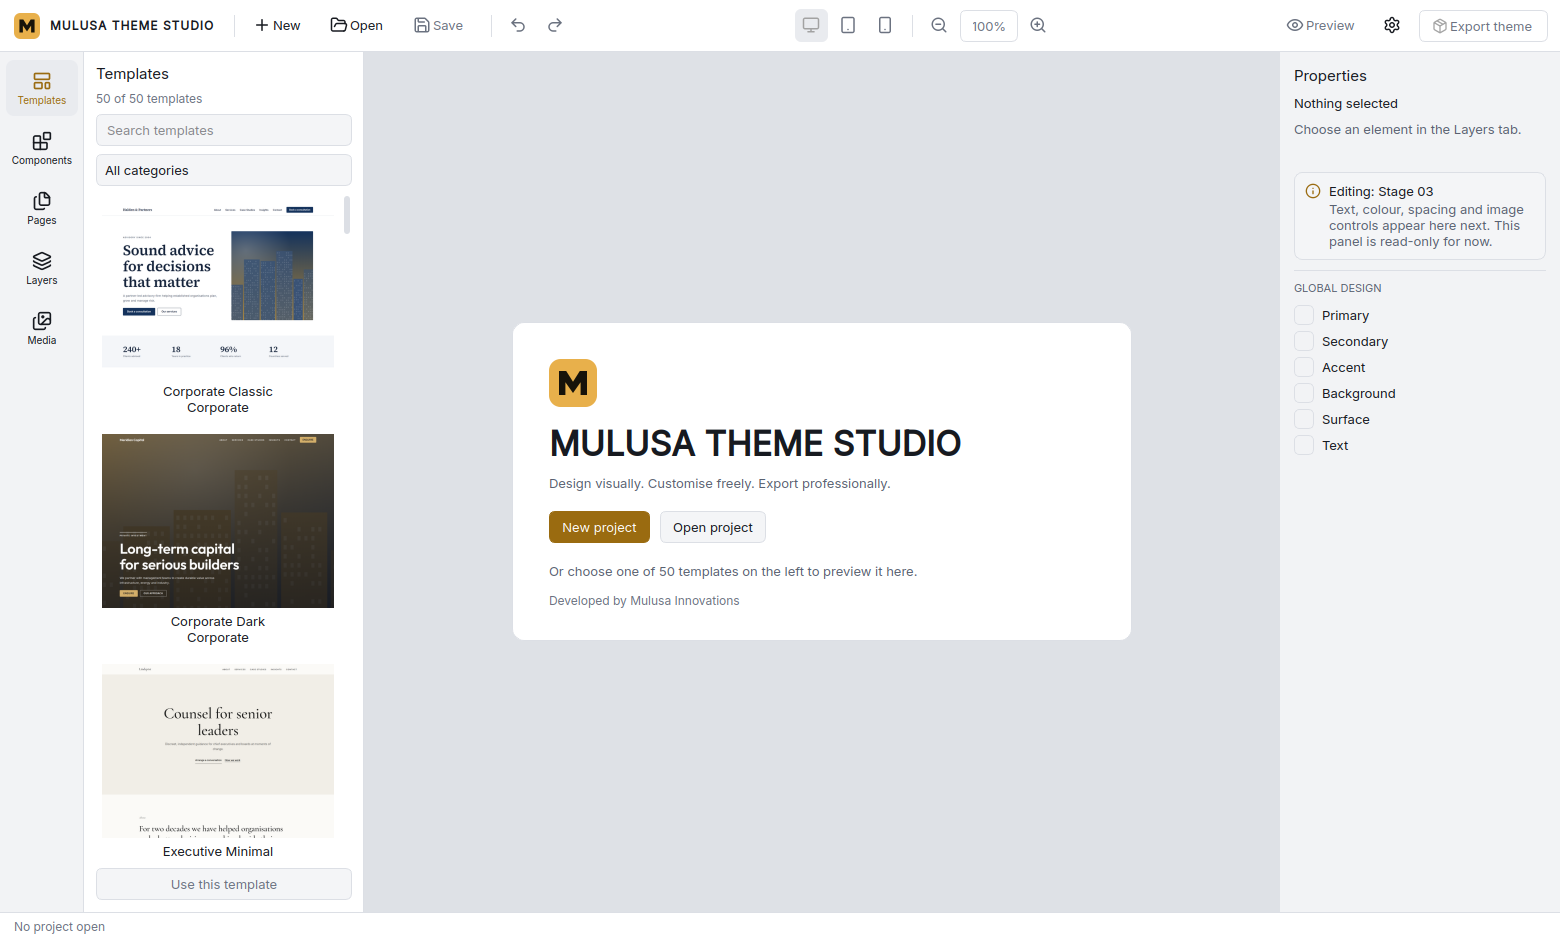 MULUSA THEME STUDIO
New
Open
Save
100%
Preview
Export theme
Templates
Components
Pages
Layers
Media
Templates
50 of 50 templates
Search templates
All categories
Sound advice
for decisions
that matter
240+
18
96%
12
Corporate Classic
Corporate
Long-term capital
for serious builders
Corporate Dark
Corporate
Counsel for senior
leaders
For two decades we have helped organisations
Executive Minimal
Use this template
M
MULUSA THEME STUDIO
Design visually. Customise freely. Export professionally.
New project
Open project
Or choose one of 50 templates on the left to preview it here.
Developed by Mulusa Innovations
Properties
Nothing selected
Choose an element in the Layers tab.
Editing: Stage 03
Text, colour, spacing and image
controls appear here next. This
panel is read-only for now.
GLOBAL DESIGN
Primary
Secondary
Accent
Background
Surface
Text
No project open